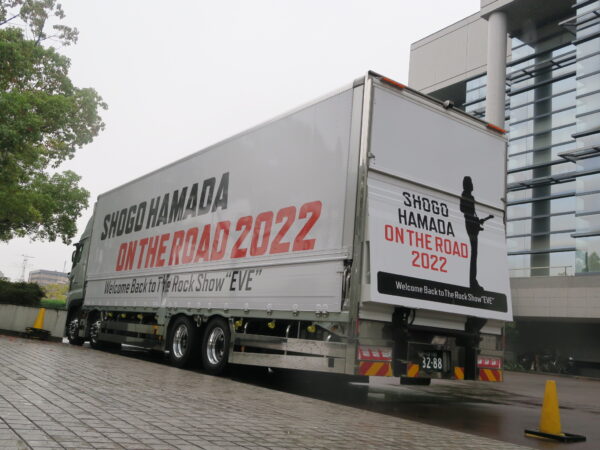 SHOGO HAMADA
ON THE ROAD 2022
Welcome Back to The Rock Show "EVE"
SHOGO
HAMADA
ON THE ROAD
2022
Welcome Back to The Rock Show "EVE"
32-88